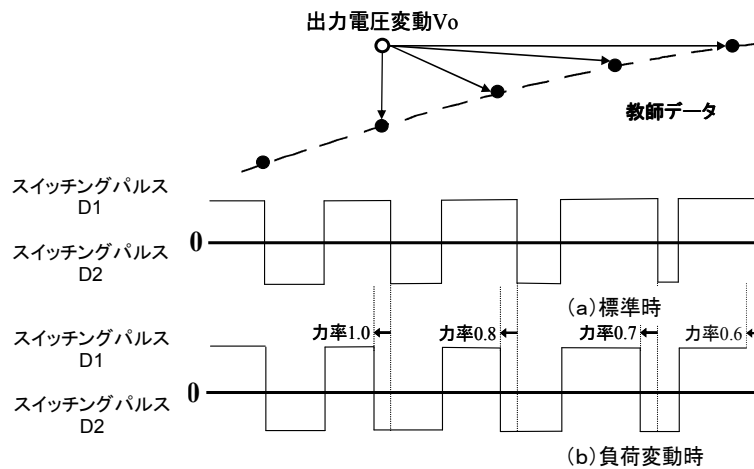 出力電圧変動Vo
教師データ
スイッチングパルス
D1
0
スイッチングパルス
D2
（a）標準時
スイッチングパルス
D1
力率1.0
力率0.8
力率0.7
力率0.6
0
スイッチングパルス
D2
（b）負荷変動時